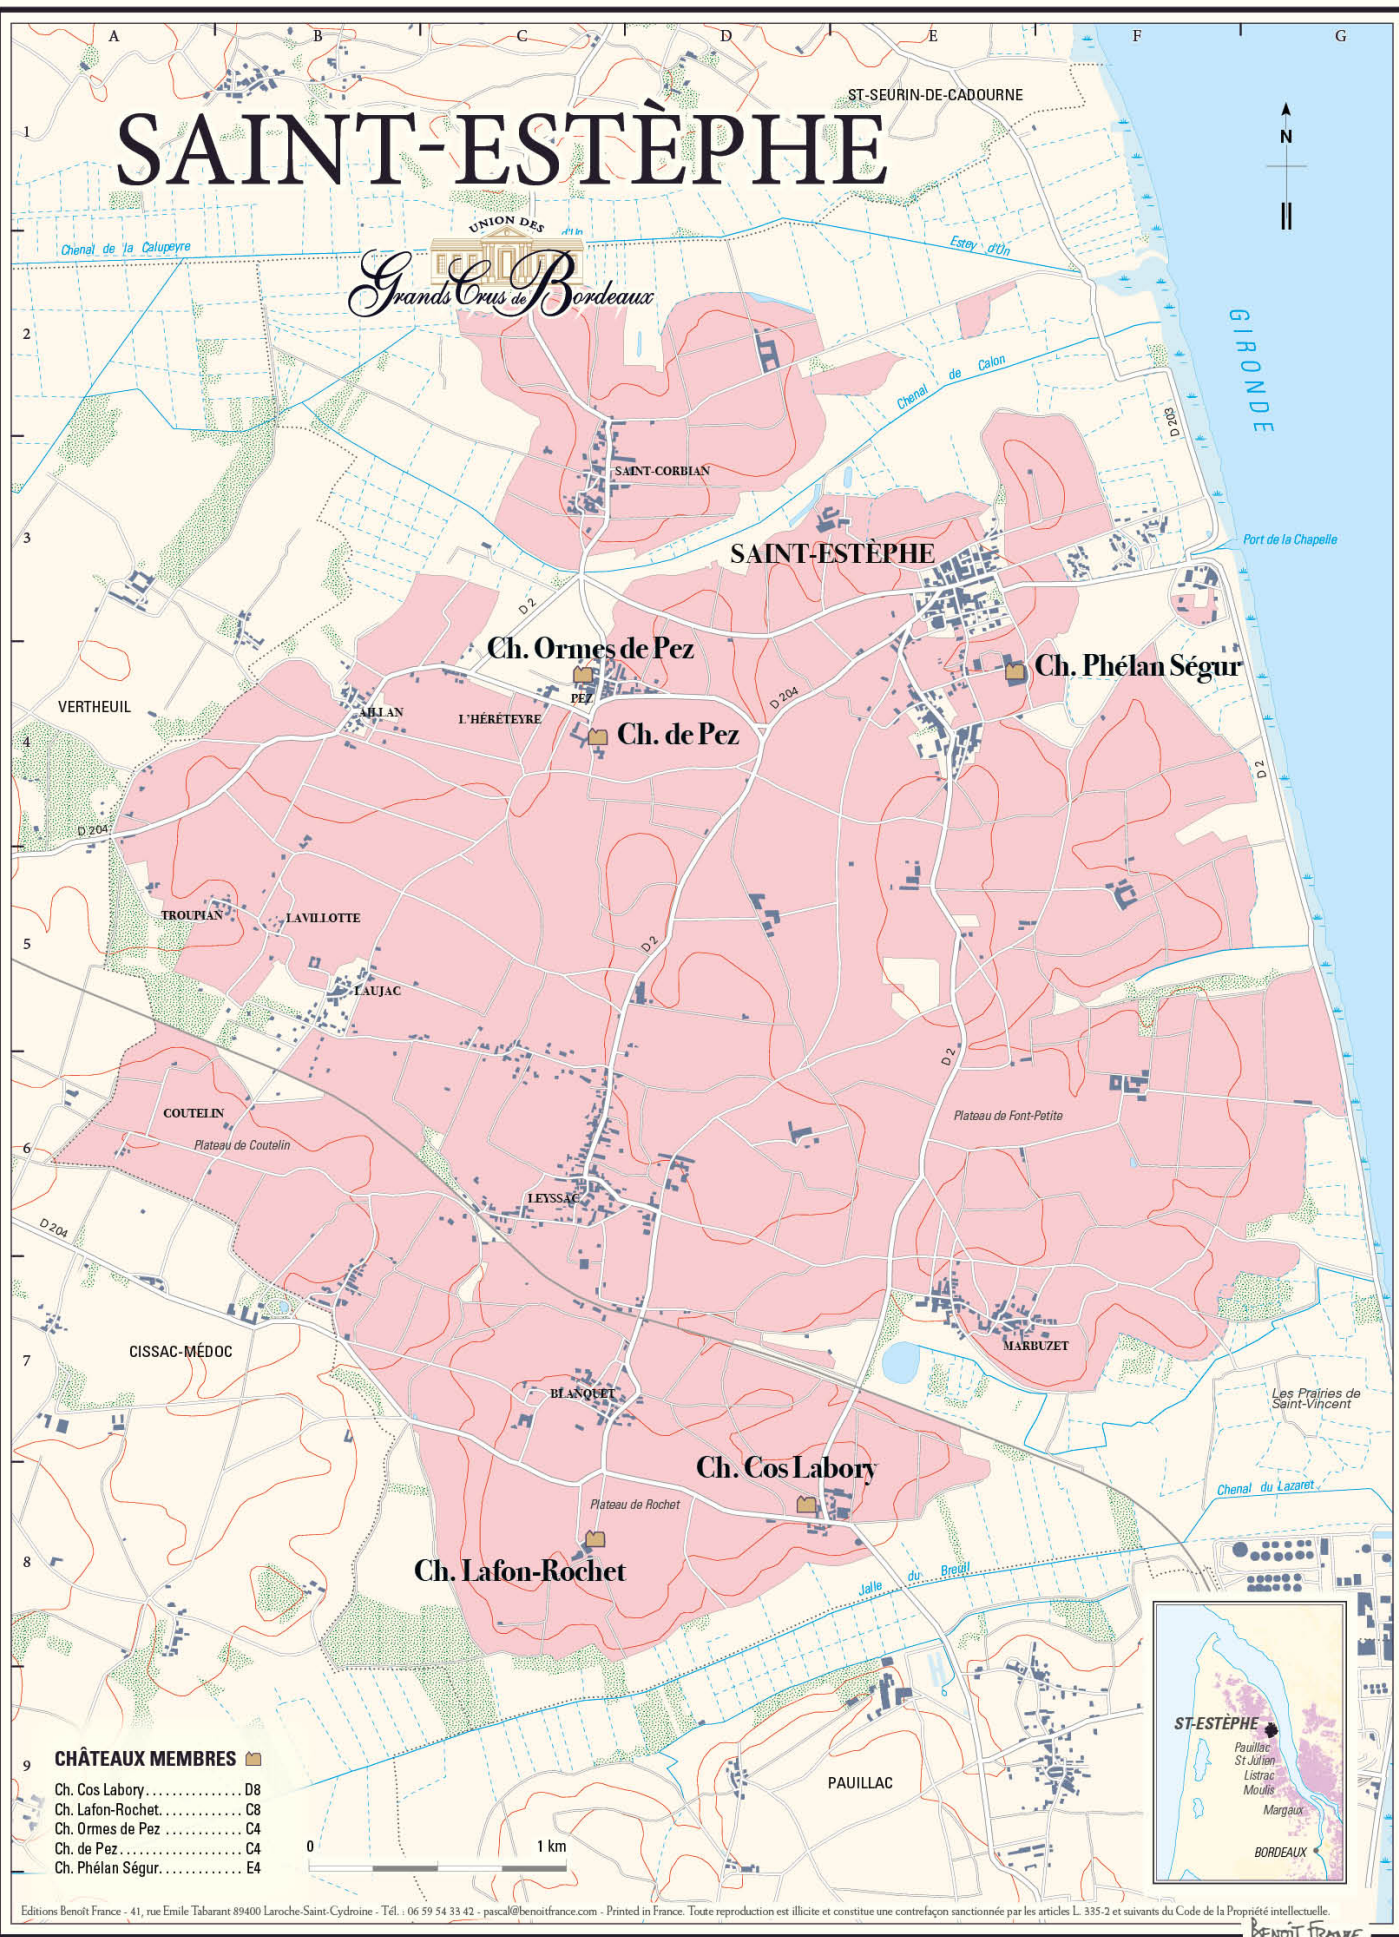 A B C D E F G
ST-SEURIN-DE-CADOURNE
1
SAINT-ESTÈPHE
N
UNION DES
d'Un
Chenal de la Calupeyre
Estey d'Un
Grands Crus de Bordeaux
2
GIRONDE
Chenal de Calon
D 203
SAINT-CORBIAN
3
Port de la Chapelle
SAINT-ESTÈPHE
D 2
Ch. Ormes de Pez
Ch. Phélan Ségur
PEZ
D 204
VERTHEUIL
AILLAN
L'HÉRÉTEYRE
Ch. de Pez
4
D 2
D 204
TROUPIAN
LAVILLOTTE
5
D 2
LAUJAC
D 2
COUTELIN
Plateau de Font-Petite
6
Plateau de Coutelin
LEYSSAC
D 204
MARBUZET
CISSAC-MÉDOC
7
BLANQUET
Les Prairies de
Saint-Vincent
Ch. Cos Labory
Chenal du Lazaret
Plateau de Rochet
8
Ch. Lafon-Rochet
Jalle du Breuil
ST-ESTÈPHE
Pauillac
St Julien
Listrac
Moulis
Margaux
BORDEAUX
9
PAUILLAC
CHÂTEAUX MEMBRES
Ch. Cos Labory............... D8
Ch. Lafon-Rochet............. C8
Ch. Ormes de Pez ............ C4
Ch. de Pez................... C4
Ch. Phélan Ségur............. E4
0 1 km
Editions Benoît France - 41, rue Emile Tabarant 89400 Laroche-Saint-Cydroine - Tél. : 06 59 54 33 42 - pascal@benoitfrance.com - Printed in France. Toute reproduction est illicite et constitue une contrefaçon sanctionnée par les articles L. 335-2 et suivants du Code de la Propriété intellectuelle.
BENOÎT FRANCE